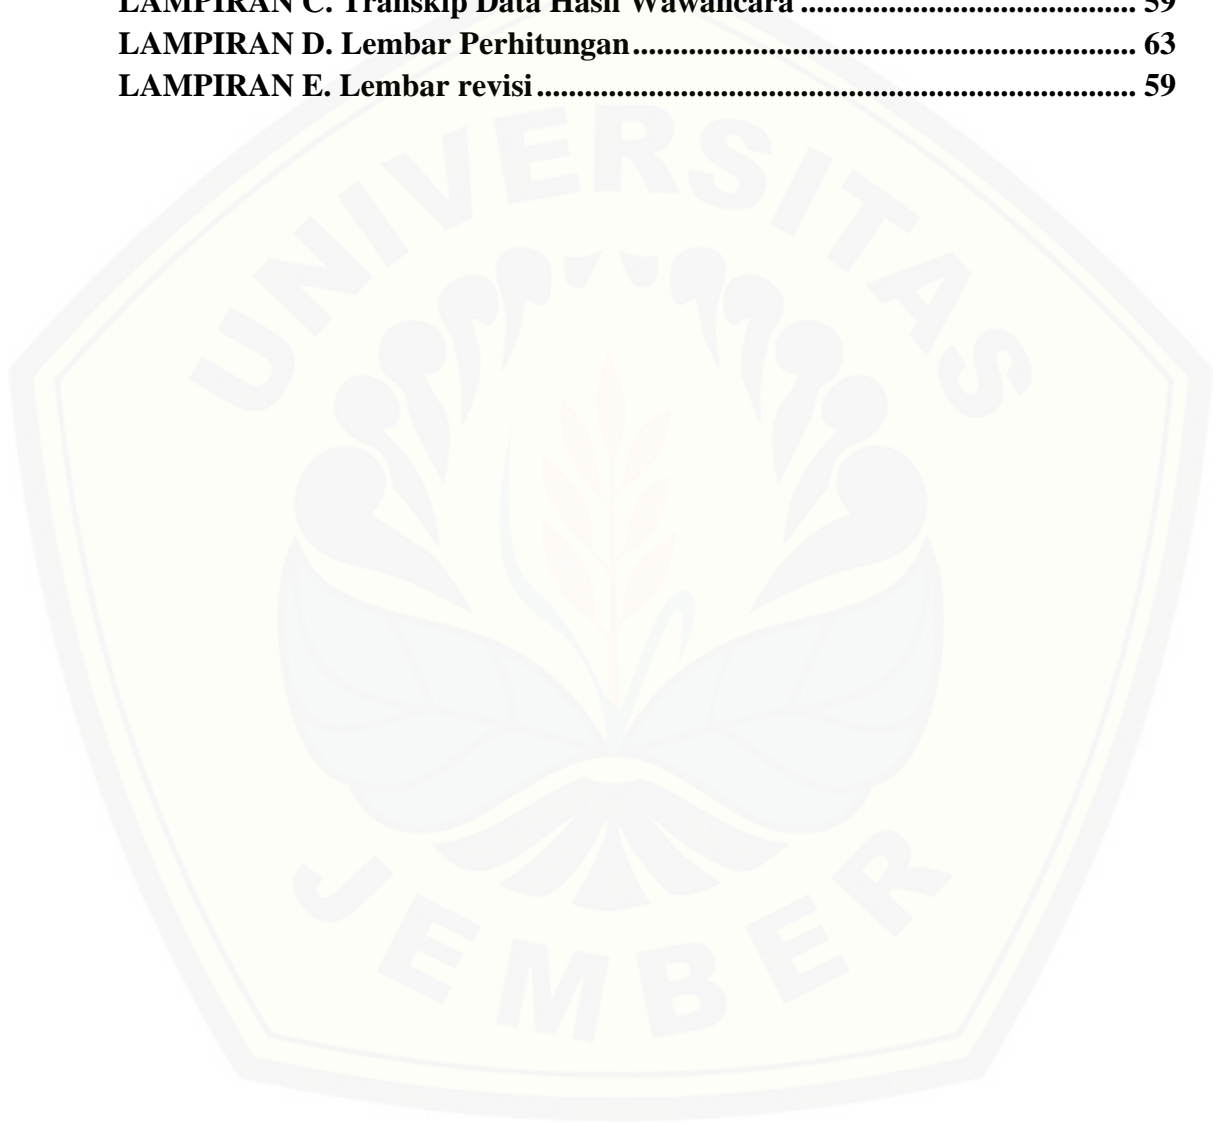 LAMPIRAN C. Transkip Data Hasil Wawancara .......................................... 59
LAMPIRAN D. Lembar Perhitungan............................................................... 63
LAMPIRAN E. Lembar revisi........................................................................... 59
UNIVERSITAS
JEMBER